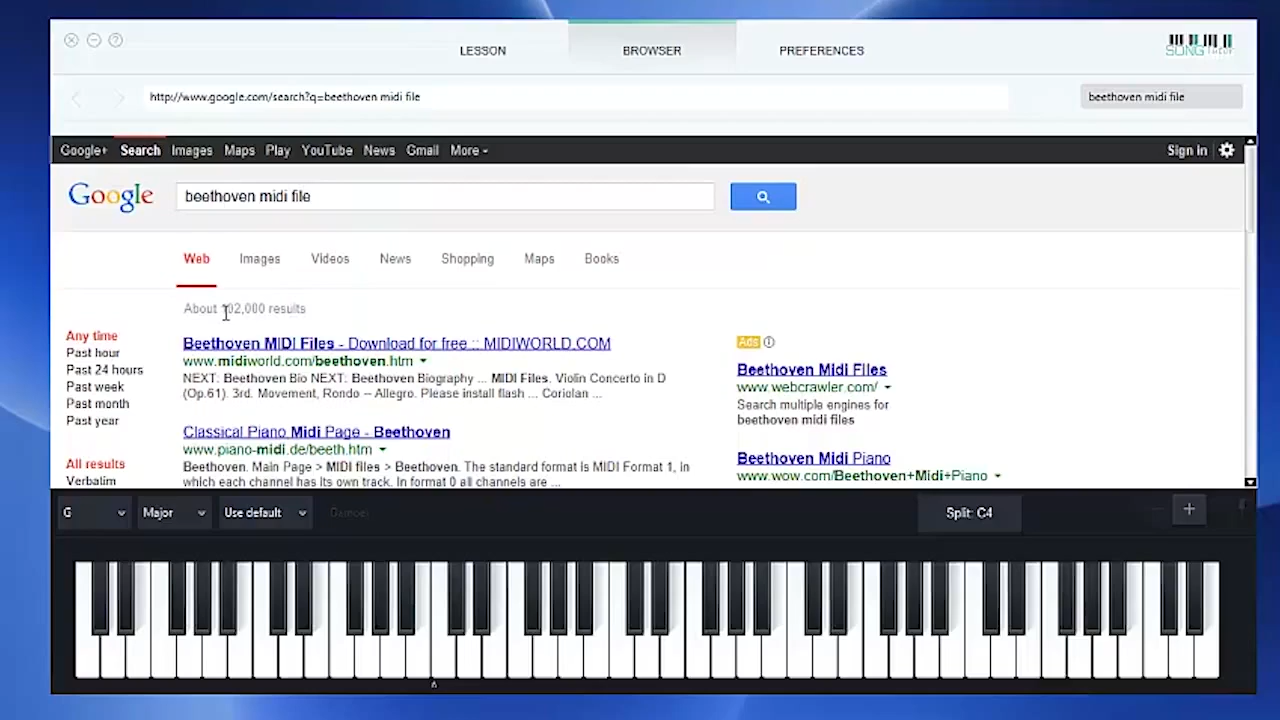 LESSON BROWSER PREFERENCES
http://www.google.com/search?q=beethoven midi file beethoven midi file
Google+ Search Images Maps Play YouTube News Gmail More Sign in
Google beethoven midi file
Web Images Videos News Shopping Maps Books
About 102,000 results
Any time
Past hour
Past 24 hours
Past week
Past month
Past year
All results
Verbatim
Beethoven MIDI Files - Download for free :: MIDIWORLD.COM
www.midiworld.com/beethoven.htm
NEXT: Beethoven Bio NEXT: Beethoven Biography ... MIDI Files. Violin Concerto in D
(Op.61). 3rd. Movement, Rondo -- Allegro. Please install flash ... Coriolan ...
Classical Piano Midi Page - Beethoven
www.piano-midi.de/beeth.htm
Beethoven. Main Page > MIDI files > Beethoven. The standard format is MIDI Format 1, in
which each channel has its own track. In format 0 all channels are ...
Ads
Beethoven Midi Files
www.webcrawler.com/
Search multiple engines for
beethoven midi files
Beethoven Midi Piano
www.wow.com/Beethoven+Midi+Piano
G Major Use default Split: C4